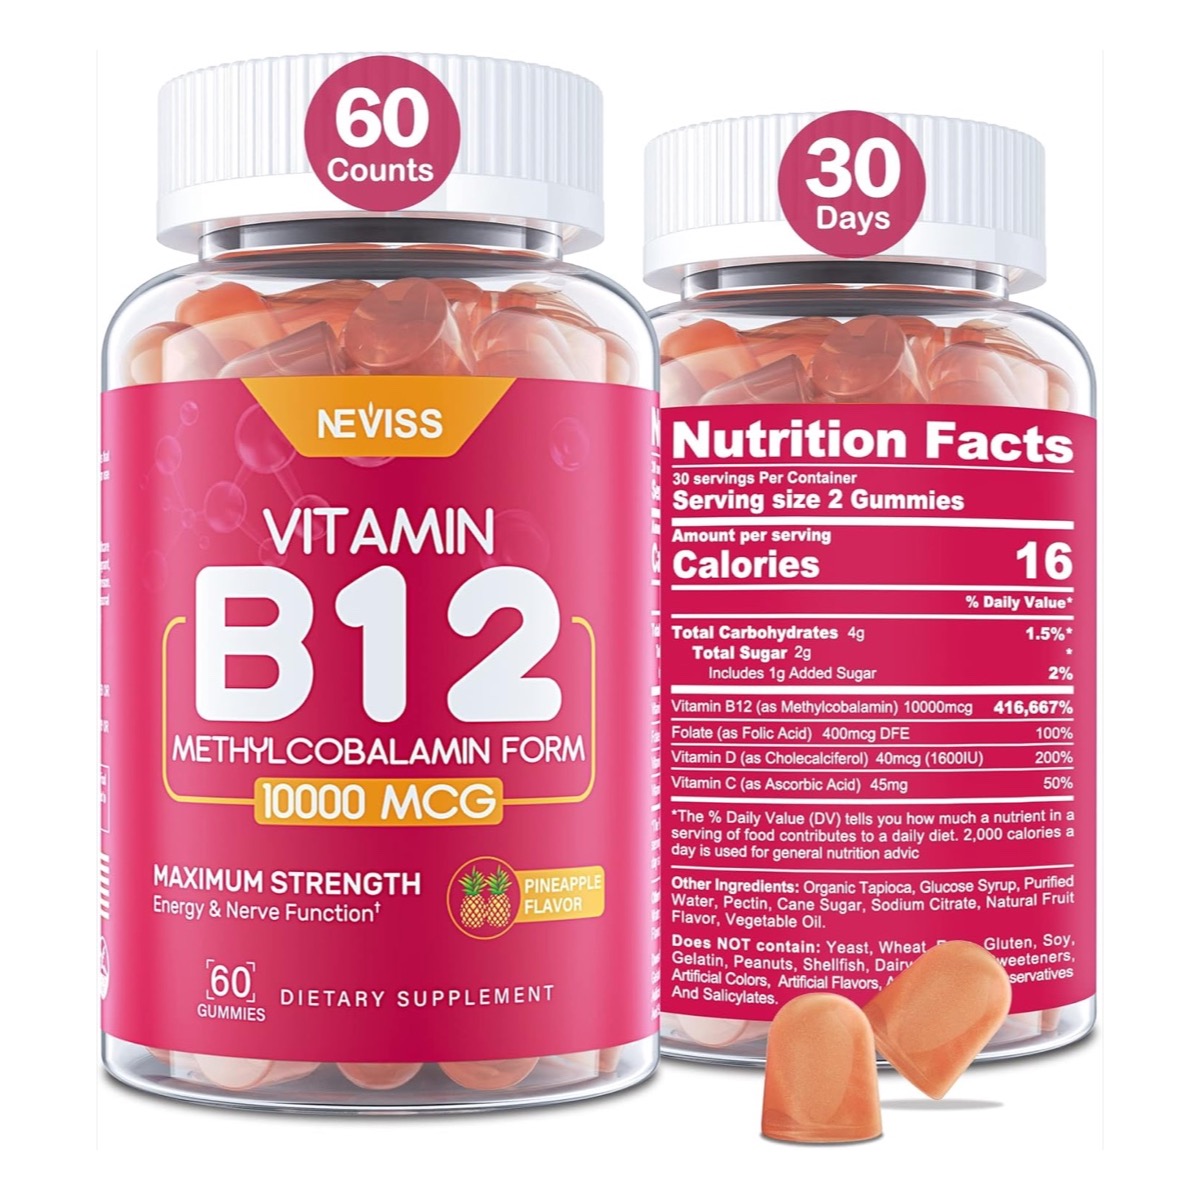 60
Counts
NEVISS
VITAMIN
B12
METHYLCOBALAMIN FORM
10000 MCG
MAXIMUM STRENGTH
Energy & Nerve Function†
PINEAPPLE
FLAVOR
60
GUMMIES
DIETARY SUPPLEMENT
30
Days
Nutrition Facts
30 servings Per Container
Serving size 2 Gummies
Amount per serving
Calories 16
% Daily Value*
Total Carbohydrates 4g 1.5%*
Total Sugar 2g *
Includes 1g Added Sugar 2%
Vitamin B12 (as Methylcobalamin) 10000mcg 416,667%
Folate (as Folic Acid) 400mcg DFE 100%
Vitamin D (as Cholecalciferol) 40mcg (1600IU) 200%
Vitamin C (as Ascorbic Acid) 45mg 50%
*The % Daily Value (DV) tells you how much a nutrient in a
serving of food contributes to a daily diet. 2,000 calories a
day is used for general nutrition advic
Other Ingredients: Organic Tapioca, Glucose Syrup, Purified
Water, Pectin, Cane Sugar, Sodium Citrate, Natural Fruit
Flavor, Vegetable Oil.
Does NOT contain: Yeast, Wheat, Gluten, Soy,
Gelatin, Peanuts, Shellfish,
Artificial Colors, Artificial Flavors,
And Salicylates.